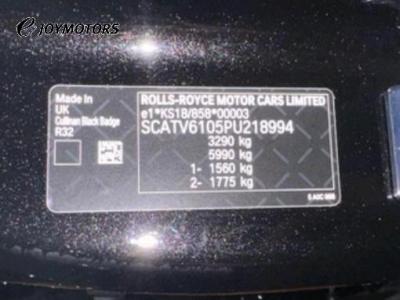 JOYMOTORS
Made In
UK
Cullinan Black Badge
R32
ROLLS-ROYCE MOTOR CARS LIMITED
e1*KS18/858*00003
SCATV6105PU218994
3290 kg
5990 kg
1- 1560 kg
2- 1775 kg